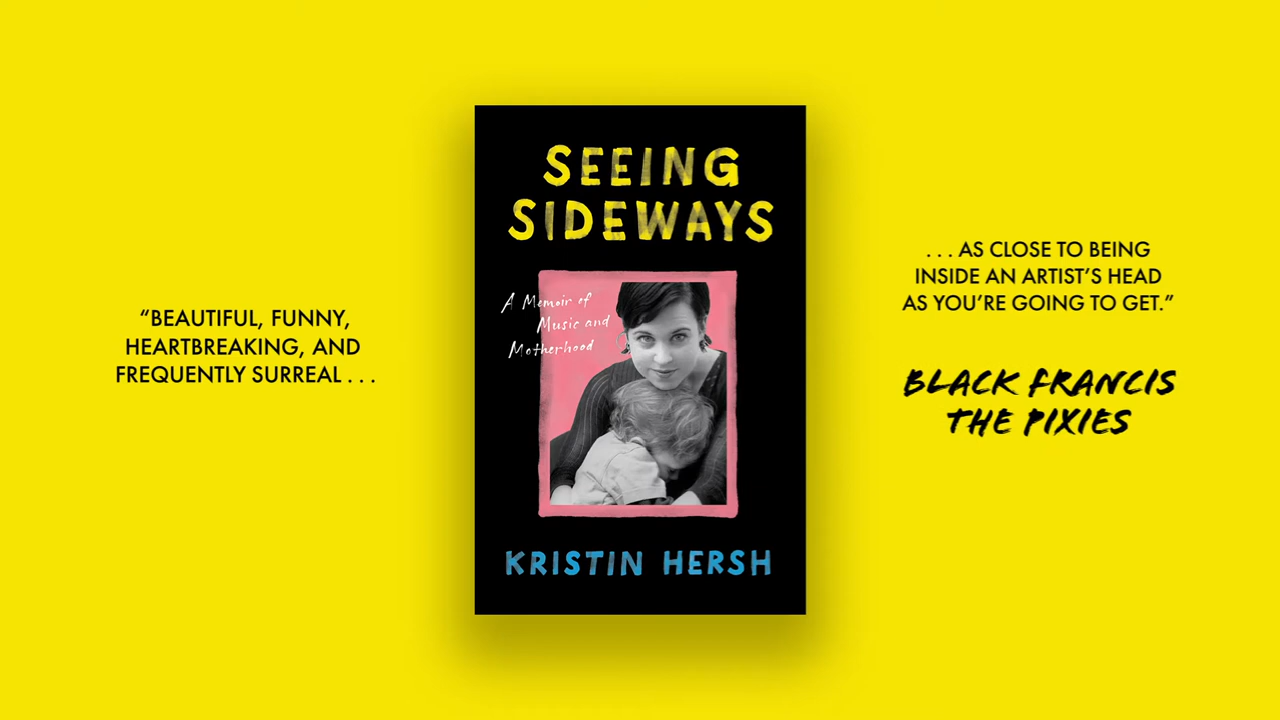 SEEING
SIDEWAYS
A Memoir of
Music and
Motherhood
KRISTIN HERSH
“BEAUTIFUL, FUNNY,
HEARTBREAKING, AND
FREQUENTLY SURREAL . . .
. . . AS CLOSE TO BEING
INSIDE AN ARTIST’S HEAD
AS YOU’RE GOING TO GET.”
BLACK FRANCIS
THE PIXIES